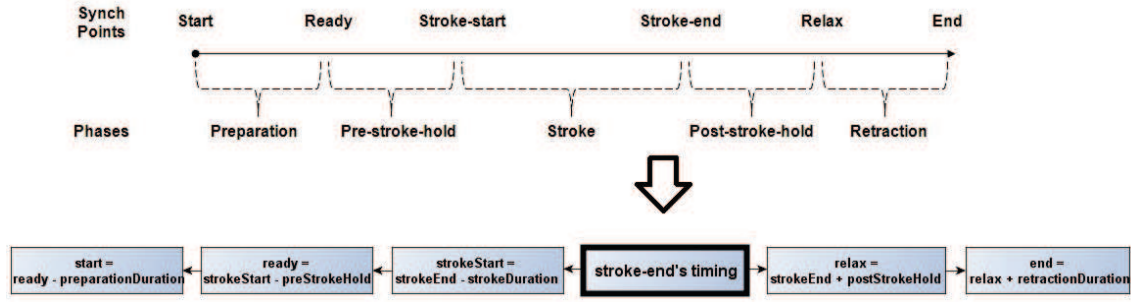 Synch Points
Start
Ready
Stroke-start
Stroke-end
Relax
End
Phases
Preparation
Pre-stroke-hold
Stroke
Post-stroke-hold
Retraction
start =
ready - preparationDuration
ready =
strokeStart - preStrokeHold
strokeStart =
strokeEnd - strokeDuration
stroke-end's timing
relax =
strokeEnd + postStrokeHold
end =
relax + retractionDuration